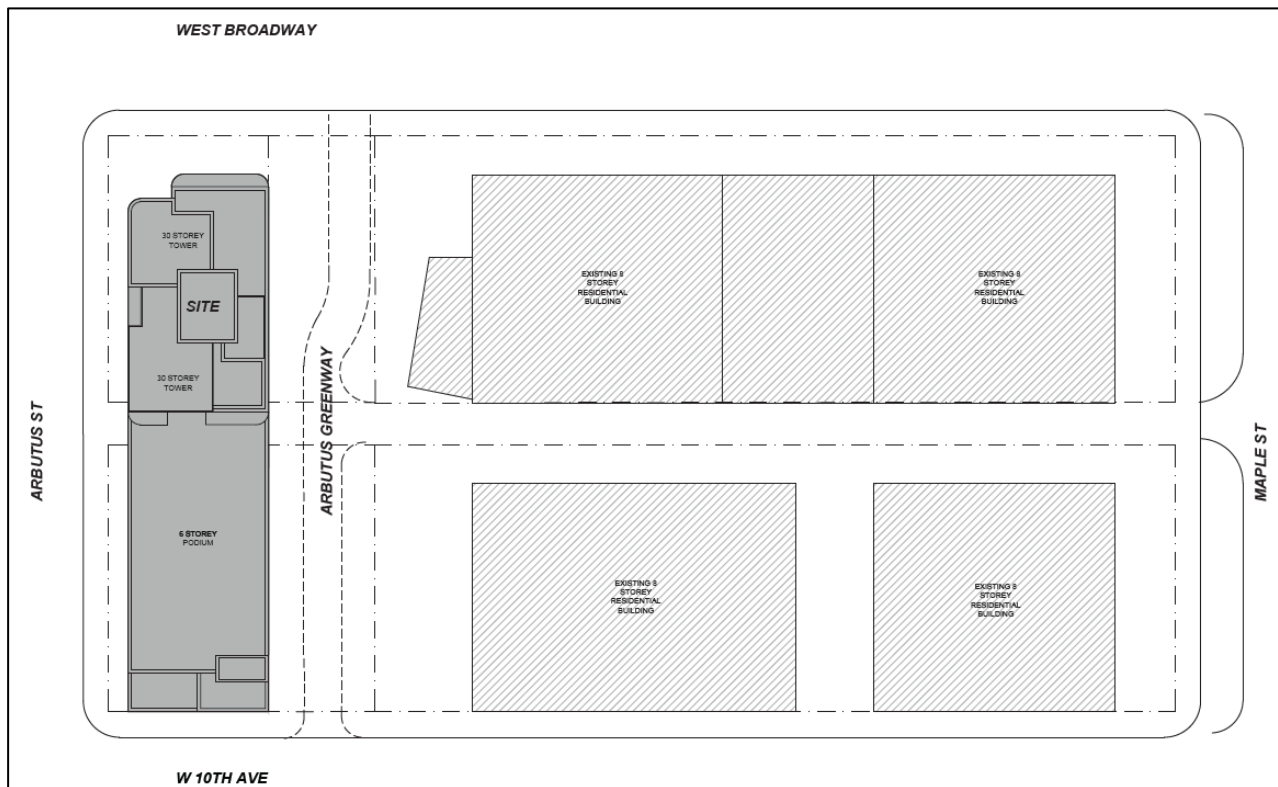 WEST BROADWAY
30 STOREY
TOWER
SITE
30 STOREY
TOWER
6 STOREY
PODIUM
ARBUTUS ST
ARBUTUS GREENWAY
EXISTING 8
STOREY
RESIDENTIAL
BUILDING
EXISTING 8
STOREY
RESIDENTIAL
BUILDING
EXISTING 8
STOREY
RESIDENTIAL
BUILDING
EXISTING 8
STOREY
RESIDENTIAL
BUILDING
MAPLE ST
W 10TH AVE